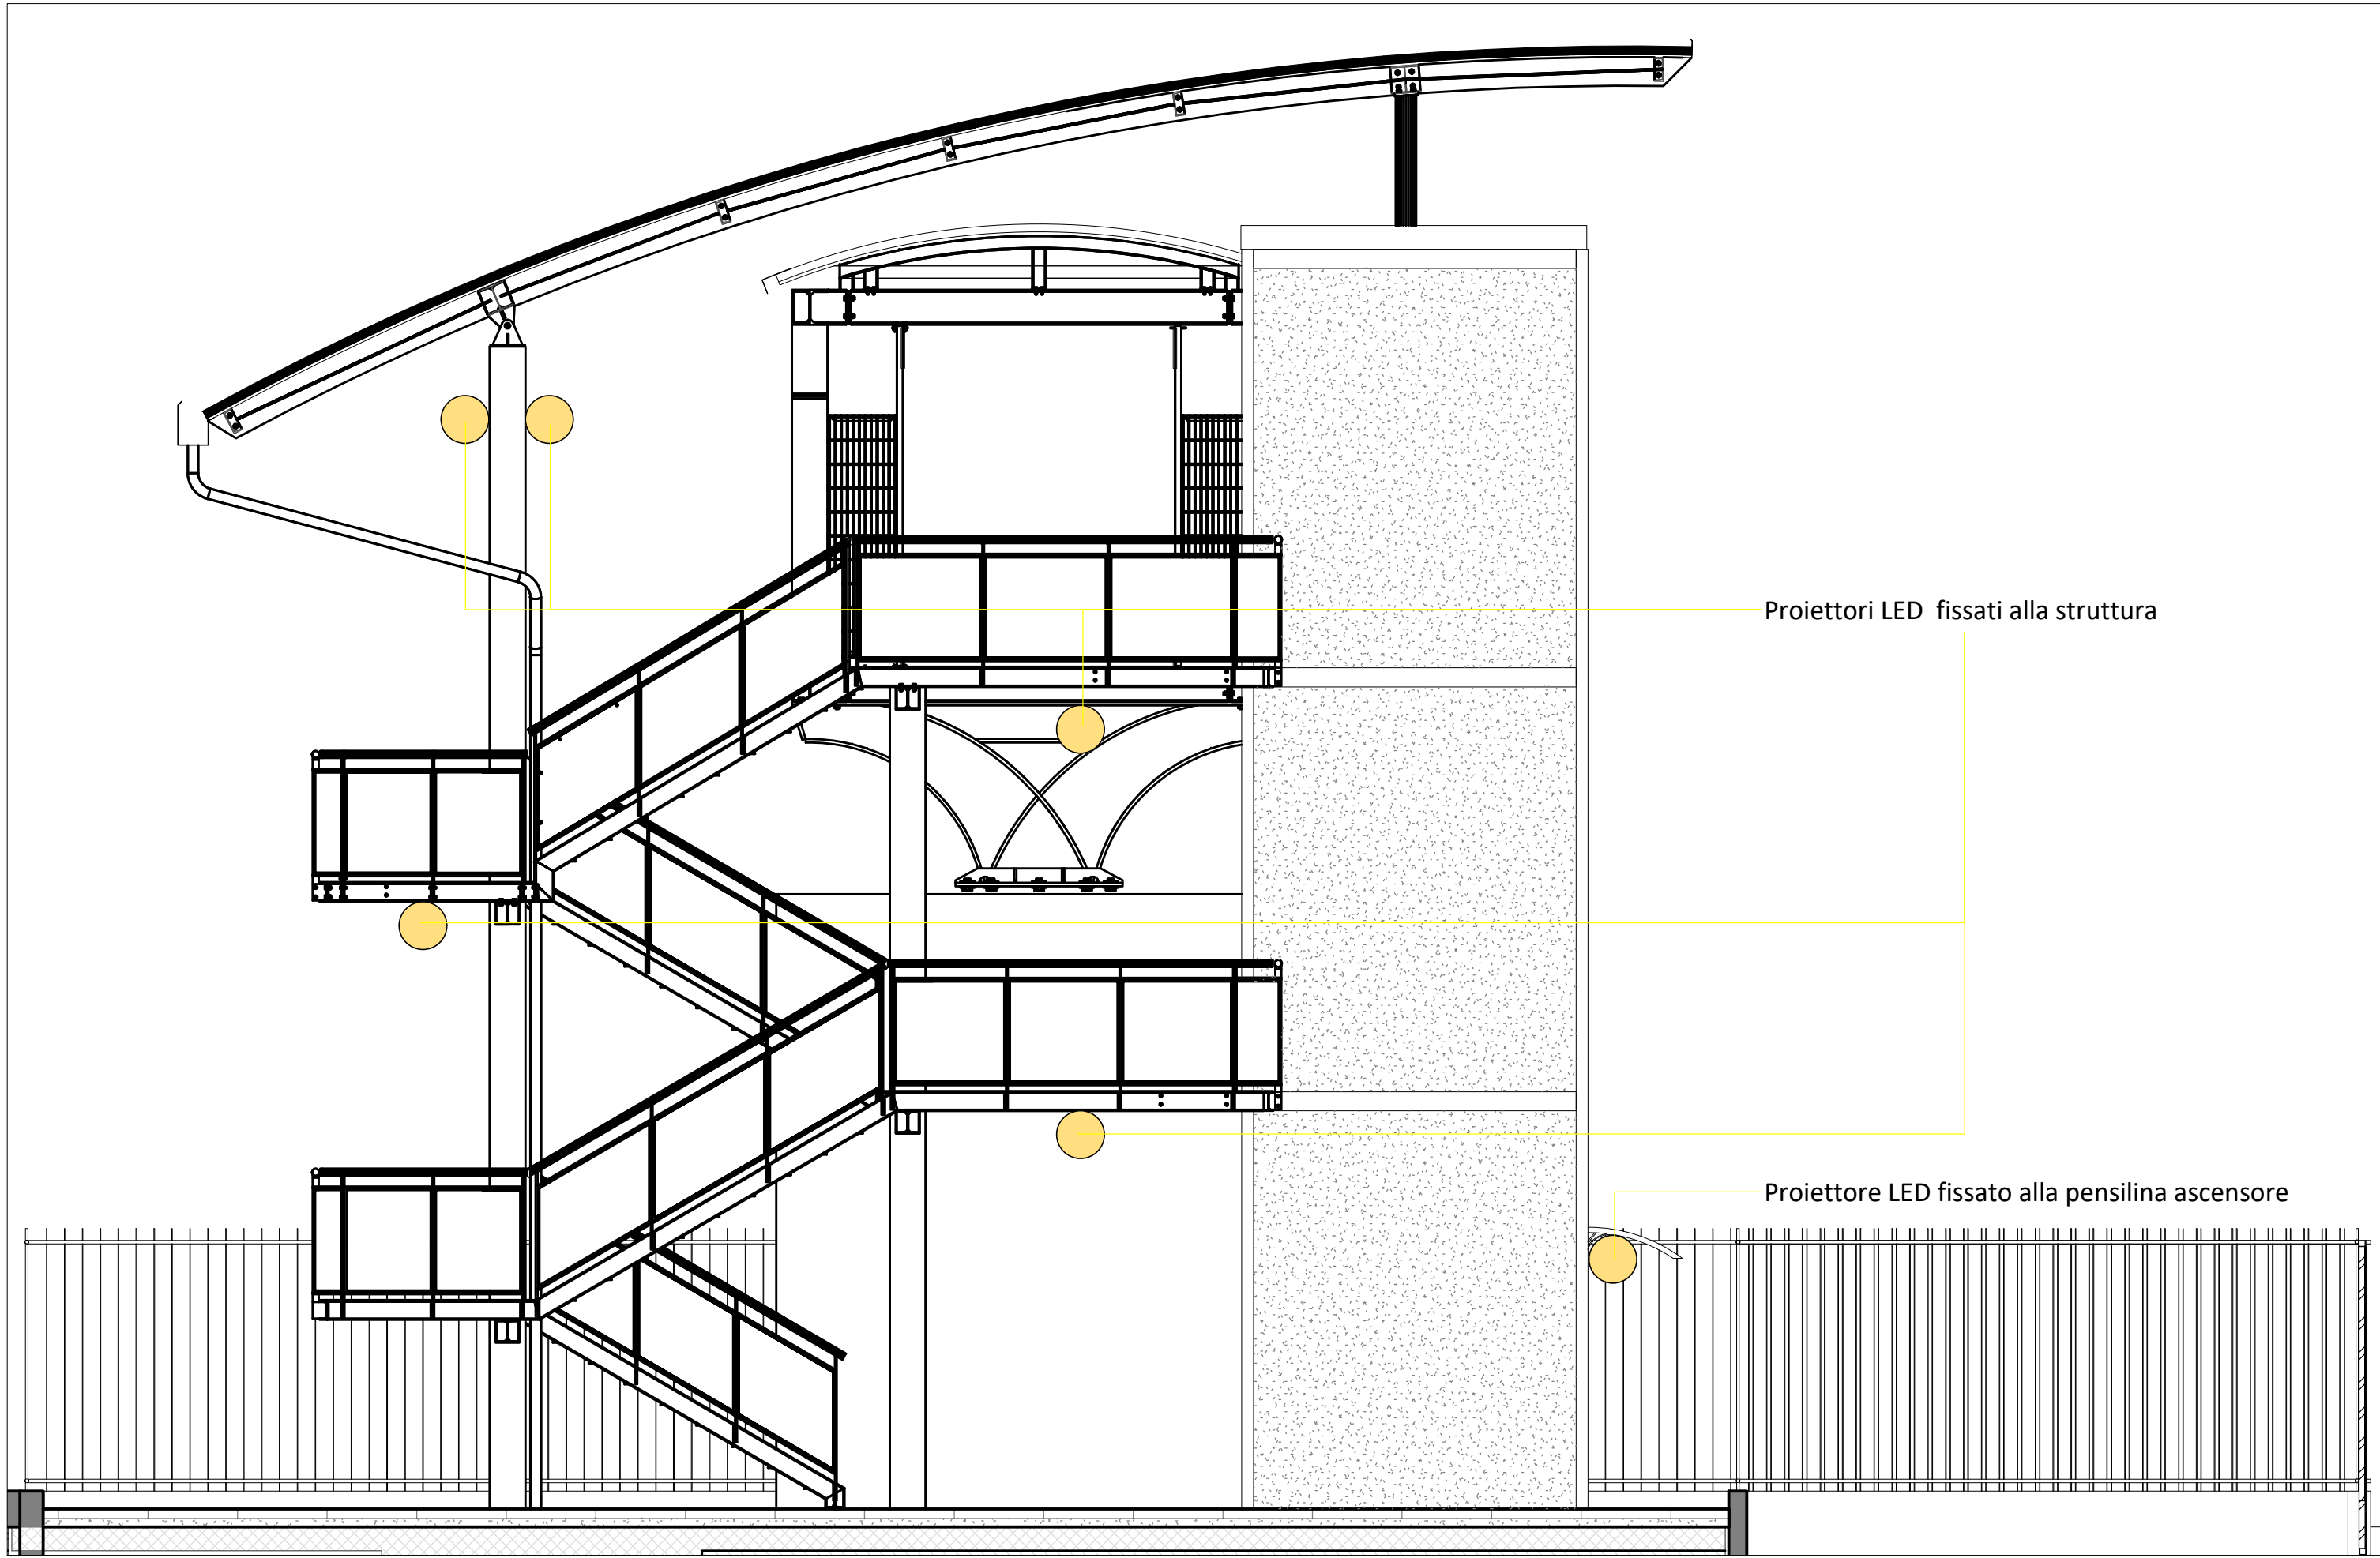 Proiettori LED  fissati alla struttura
Proiettore LED fissato alla pensilina ascensore